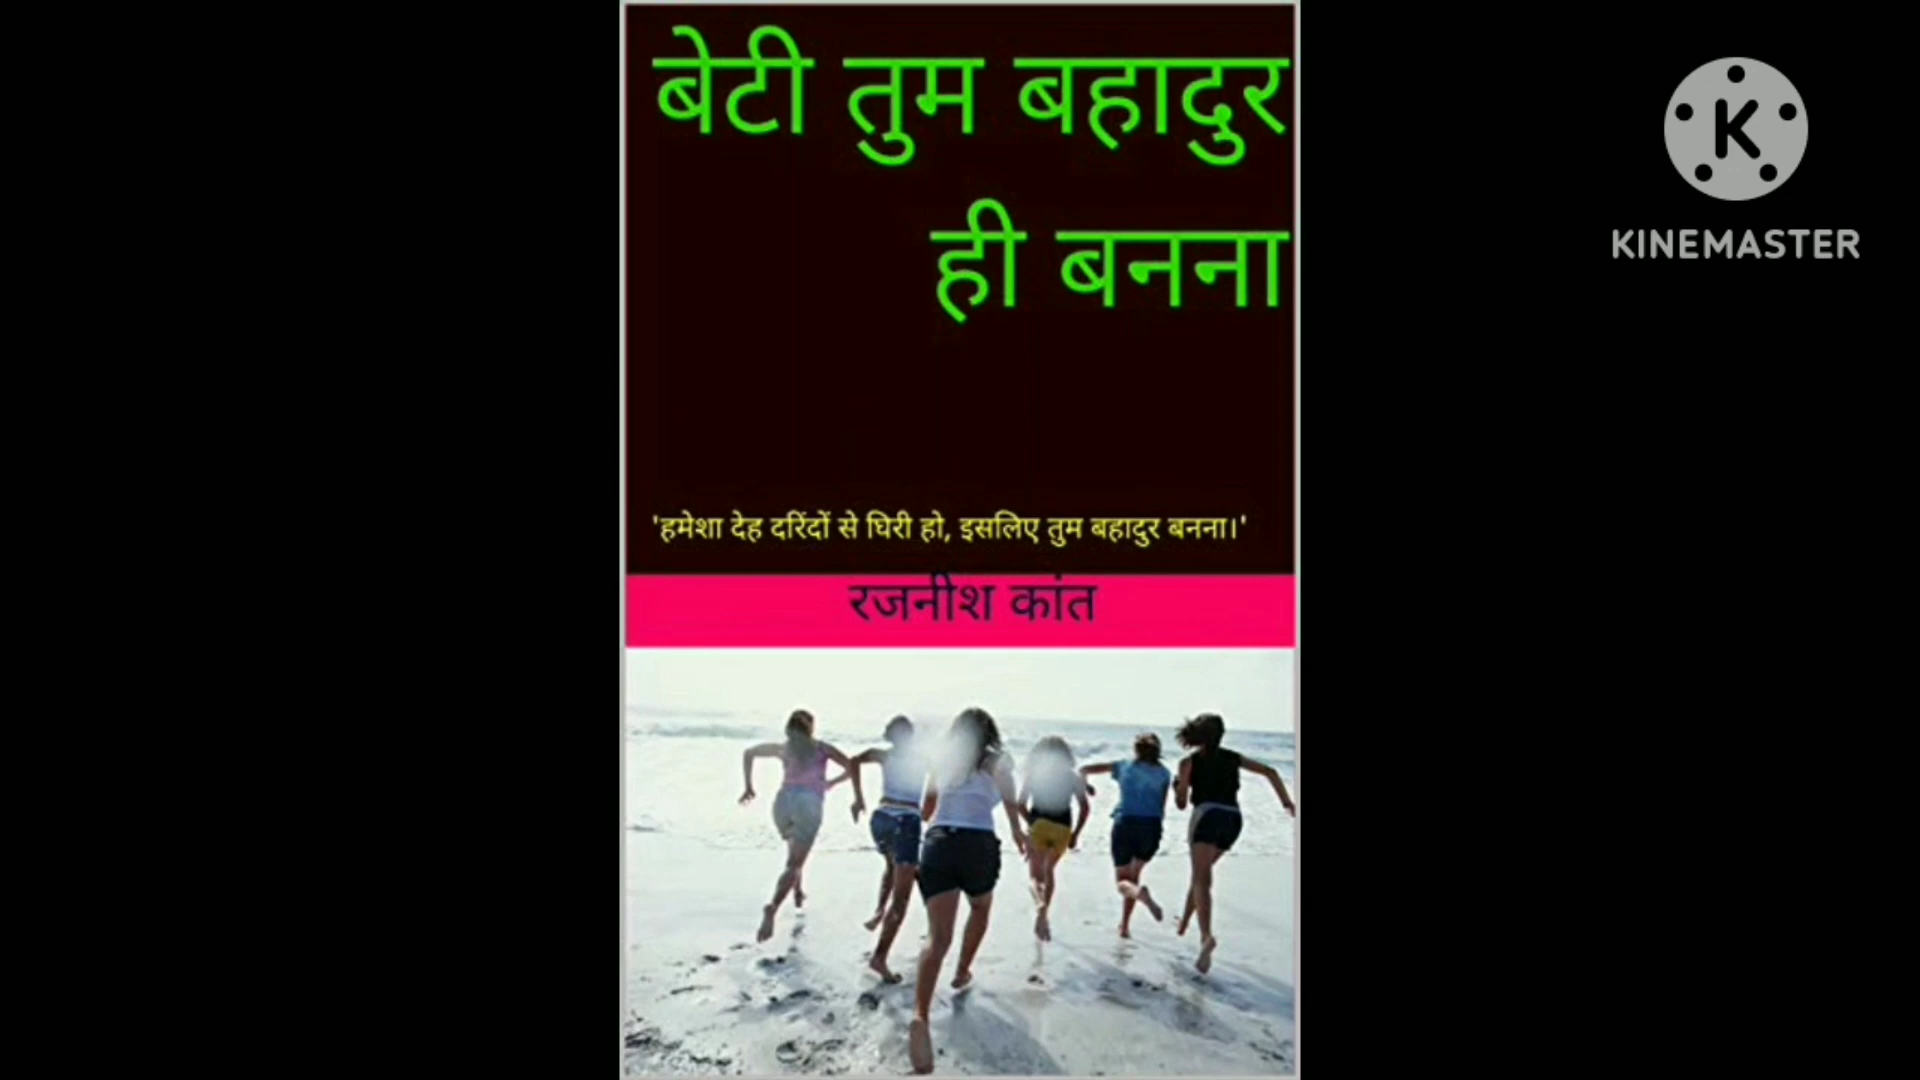 बेटी तुम बहादुर
ही बनना
'हमेशा देह दरिंदों से घिरी हो, इसलिए तुम बहादुर बनना।'
रजनीश कांत
K
KINEMASTER